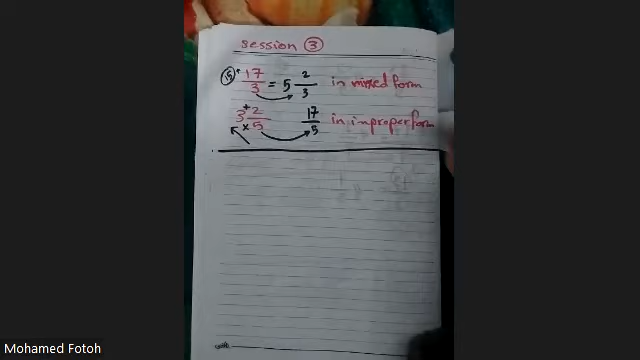 session ③
⑮ 17/3 = 5 2/3 in mixed form
3 + 2/5 × 17/5 in improper form
Mohamed Fotoh